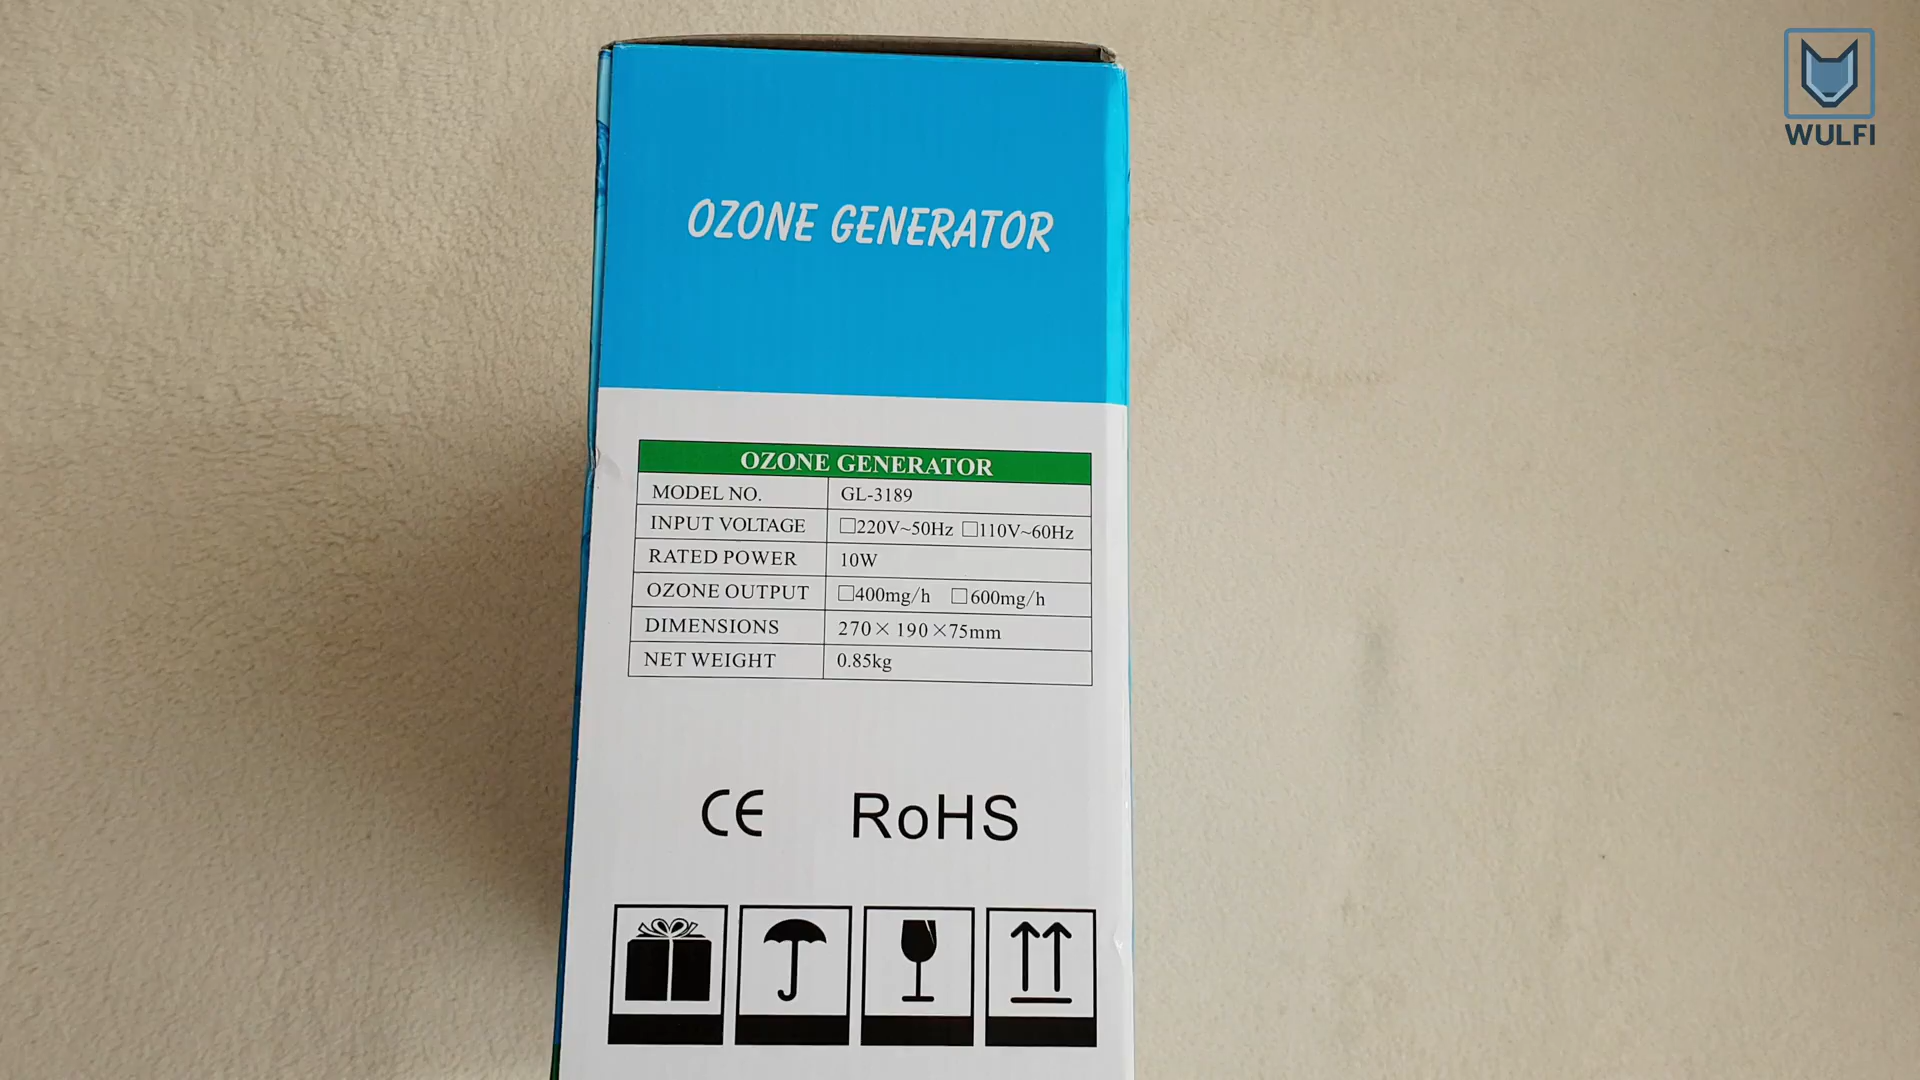 WULFI
OZONE GENERATOR
OZONE GENERATOR
MODEL NO. GL-3189
INPUT VOLTAGE □220V~50Hz □110V~60Hz
RATED POWER 10W
OZONE OUTPUT □400mg/h □600mg/h
DIMENSIONS 270×190×75mm
NET WEIGHT 0.85kg
CE RoHS